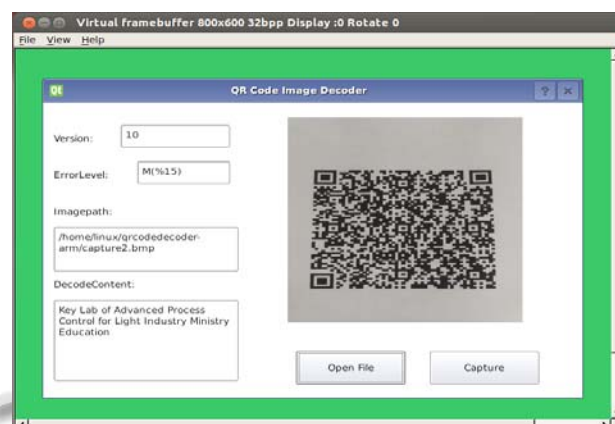 Virtual framebuffer 800x600 32bpp Display :0 Rotate 0
File View Help
Qt QR Code Image Decoder ? ×
Version: 10
ErrorLevel: M(%15)
Imagepath:
/home/linux/qrcodedecoder-
arm/capture2.bmp
DecodeContent:
Key Lab of Advanced Process
Control for Light Industry Ministry
Education
Open File Capture